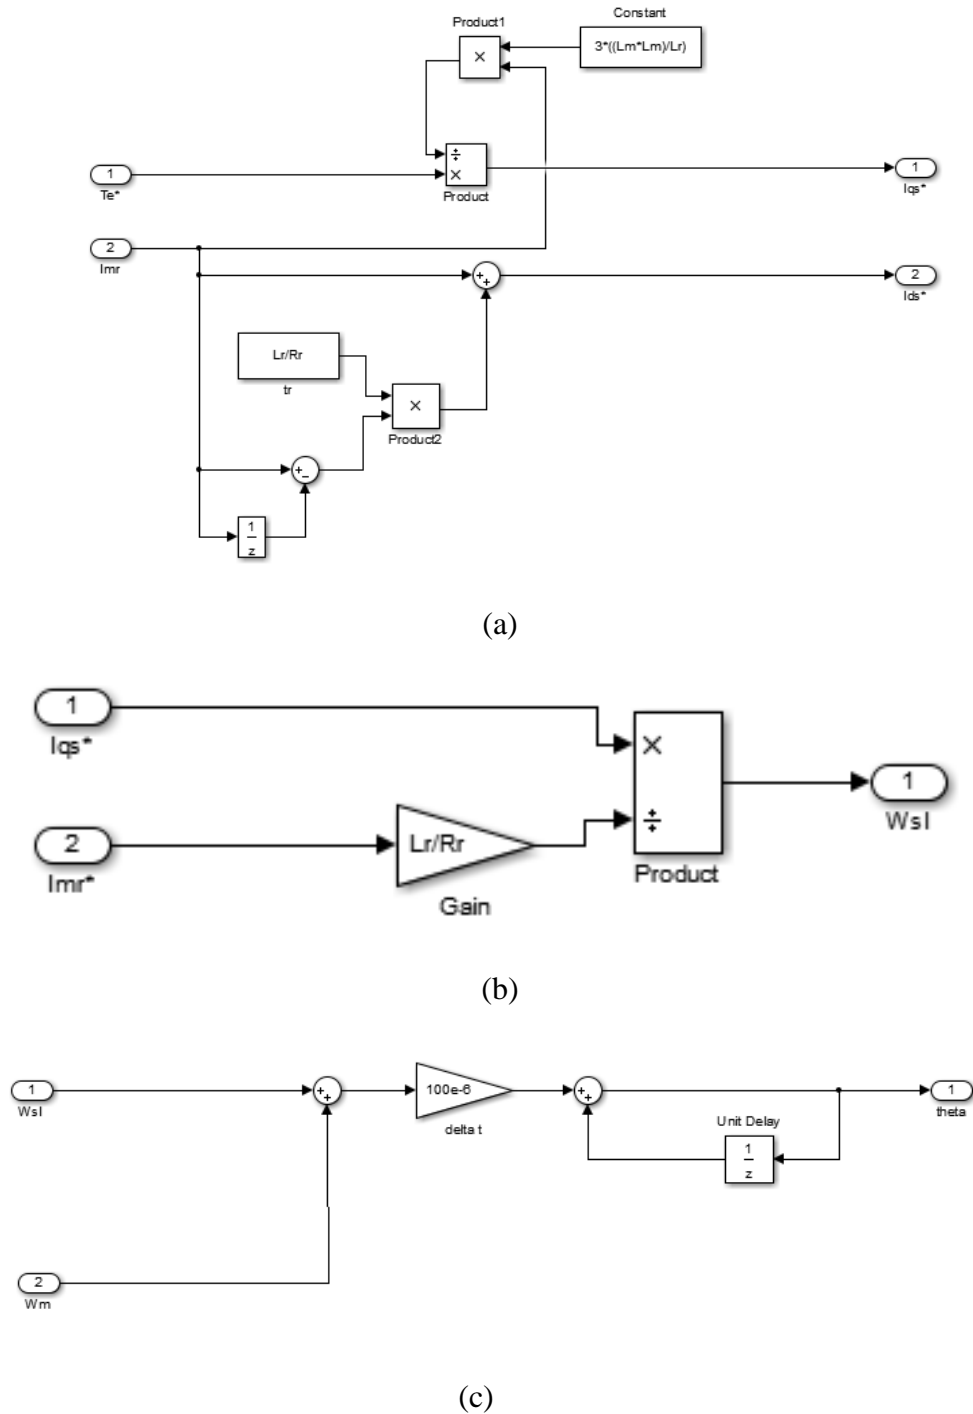 Constant
Product1
3*((Lm*Lm)/Lr)
×
÷
×
1
Te*
Product
1
Iqs*
2
Imr
+
+
2
Ids*
Lr/Rr
tr
×
Product2
+
−
1
z
(a)
1
Iqs*
×
1
Wsl
2
Imr*
Lr/Rr
÷
Product
Gain
(b)
1
Wsl
+
+
100e-6
delta t
+
+
1
theta
Unit Delay
1
z
2
Wm
(c)